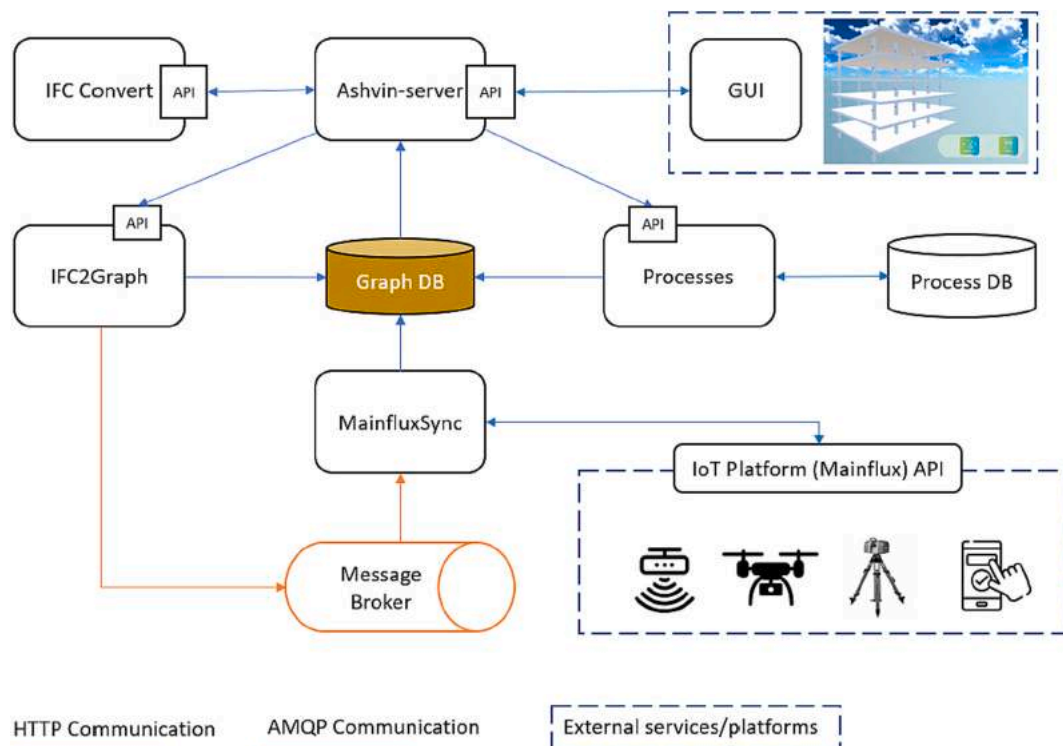 IFC Convert
API
Ashvin-server
API
GUI
API
IFC2Graph
Graph DB
API
Processes
Process DB
MainfluxSync
IoT Platform (Mainflux) API
Message
Broker
HTTP Communication
AMQP Communication
External services/platforms